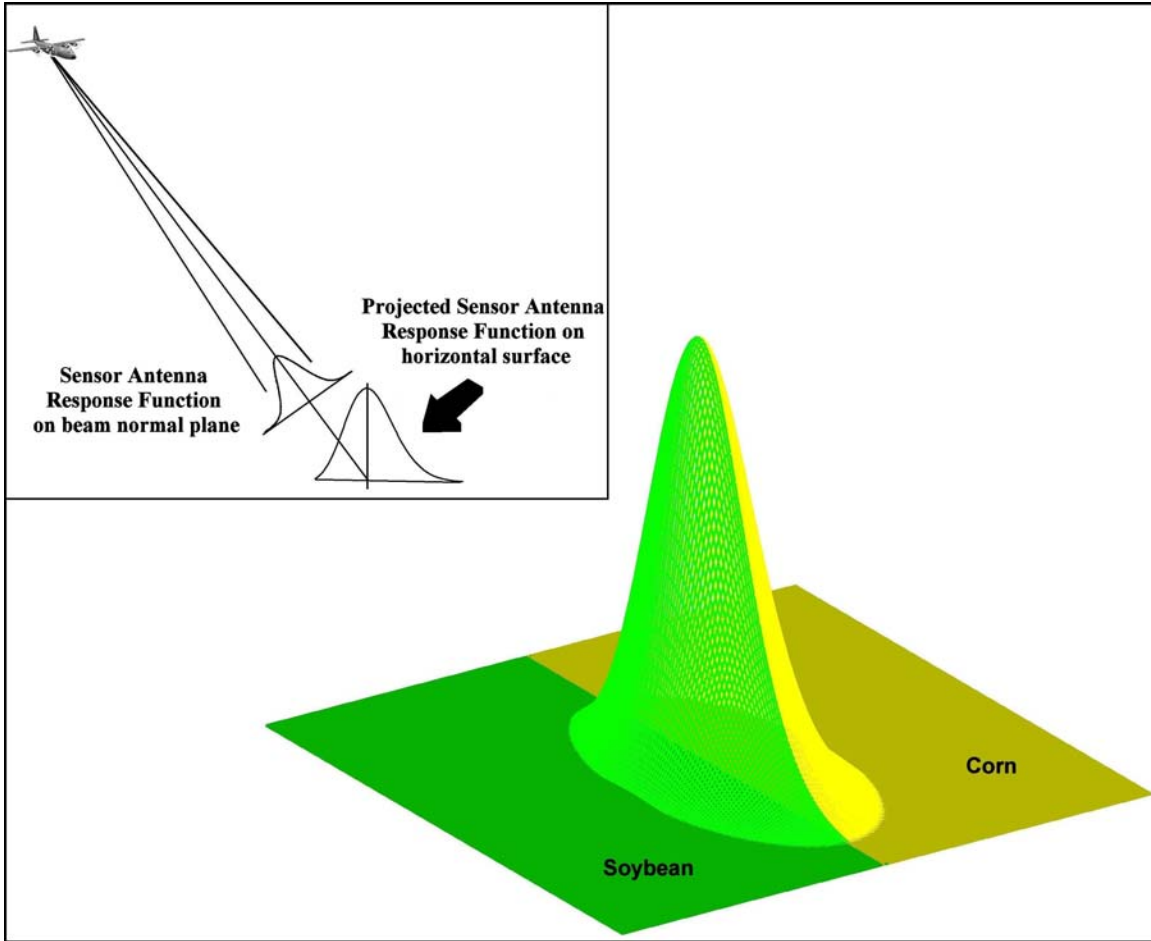 Projected Sensor Antenna
Response Function on
horizontal surface
Sensor Antenna
Response Function
on beam normal plane
Corn
Soybean